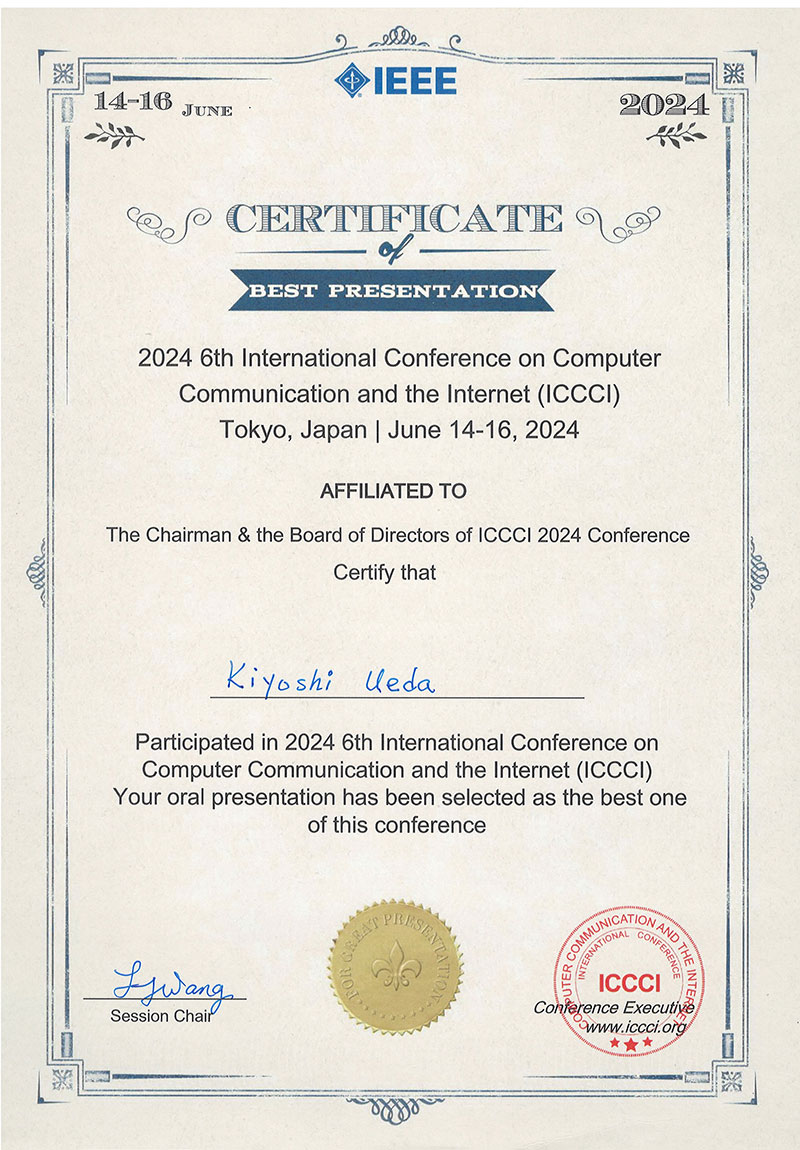 IEEE
14-16 JUNE
2024
CERTIFICATE
of
BEST PRESENTATION
2024 6th International Conference on Computer
Communication and the Internet (ICCCI)
Tokyo, Japan | June 14-16, 2024
AFFILIATED TO
The Chairman & the Board of Directors of ICCCI 2024 Conference
Certify that
Kiyoshi Ueda
Participated in 2024 6th International Conference on
Computer Communication and the Internet (ICCCI)
Your oral presentation has been selected as the best one
of this conference
FOR GREAT PRESENTATION
Session Chair
COMPUTER COMMUNICATION AND THE INTERNET
INTERNATIONAL CONFERENCE
ICCCI
Conference Executive
www.iccci.org